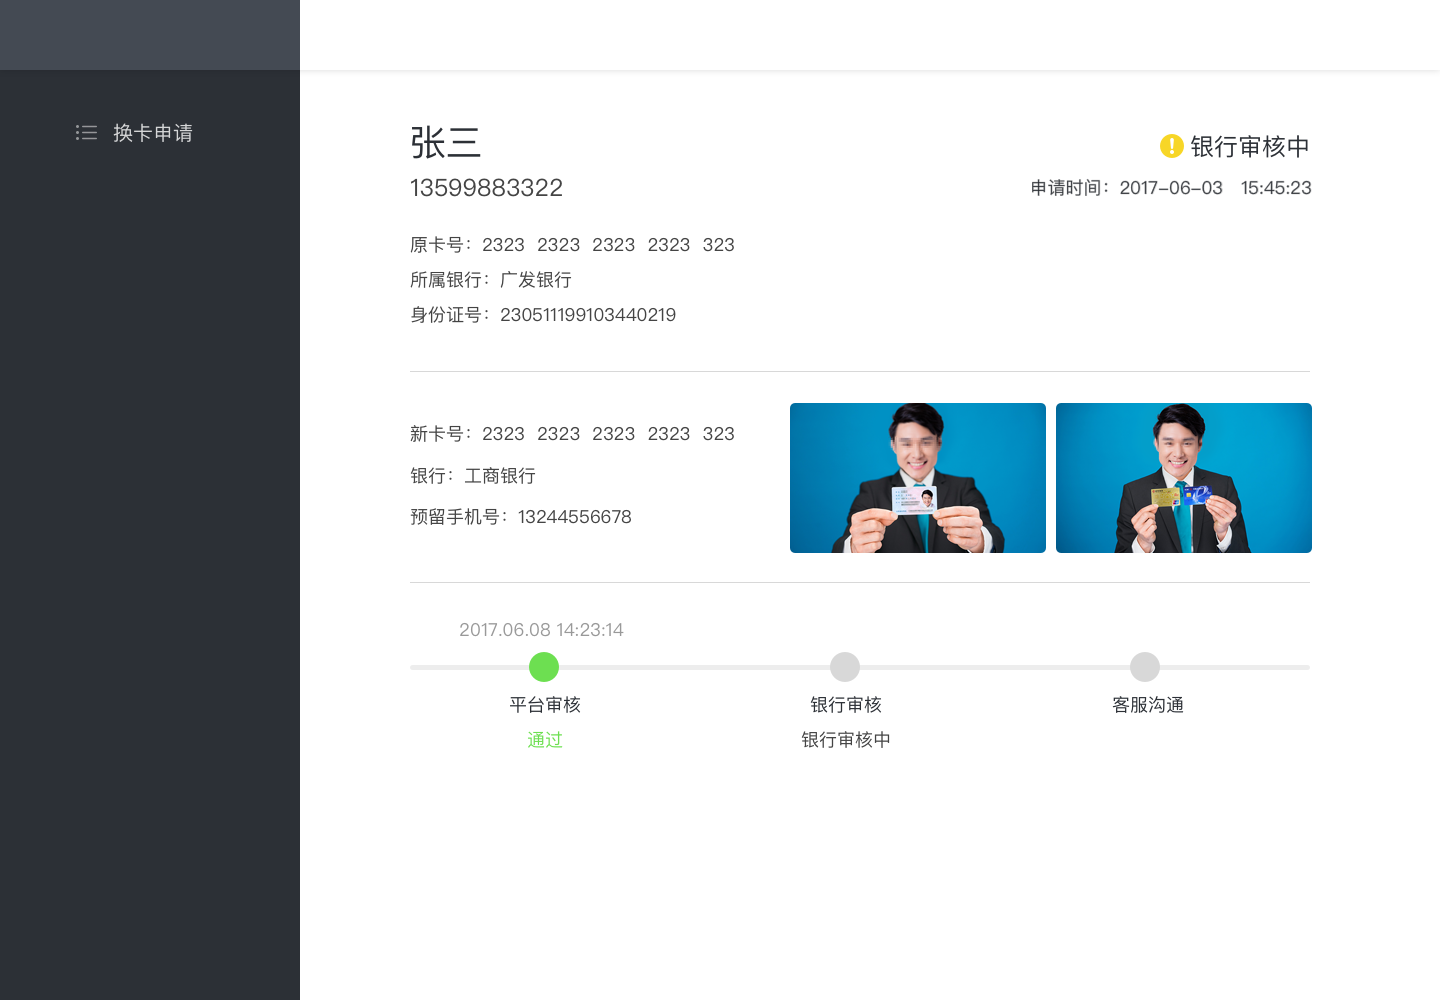 换卡申请
张三
银行审核中
13599883322
申请时间：2017-06-03 15:45:23
原卡号：2323 2323 2323 2323 323
所属银行：广发银行
身份证号：230511199103440219
新卡号：2323 2323 2323 2323 323
银行：工商银行
预留手机号：13244556678
2017.06.08 14:23:14
平台审核
银行审核
客服沟通
通过
银行审核中